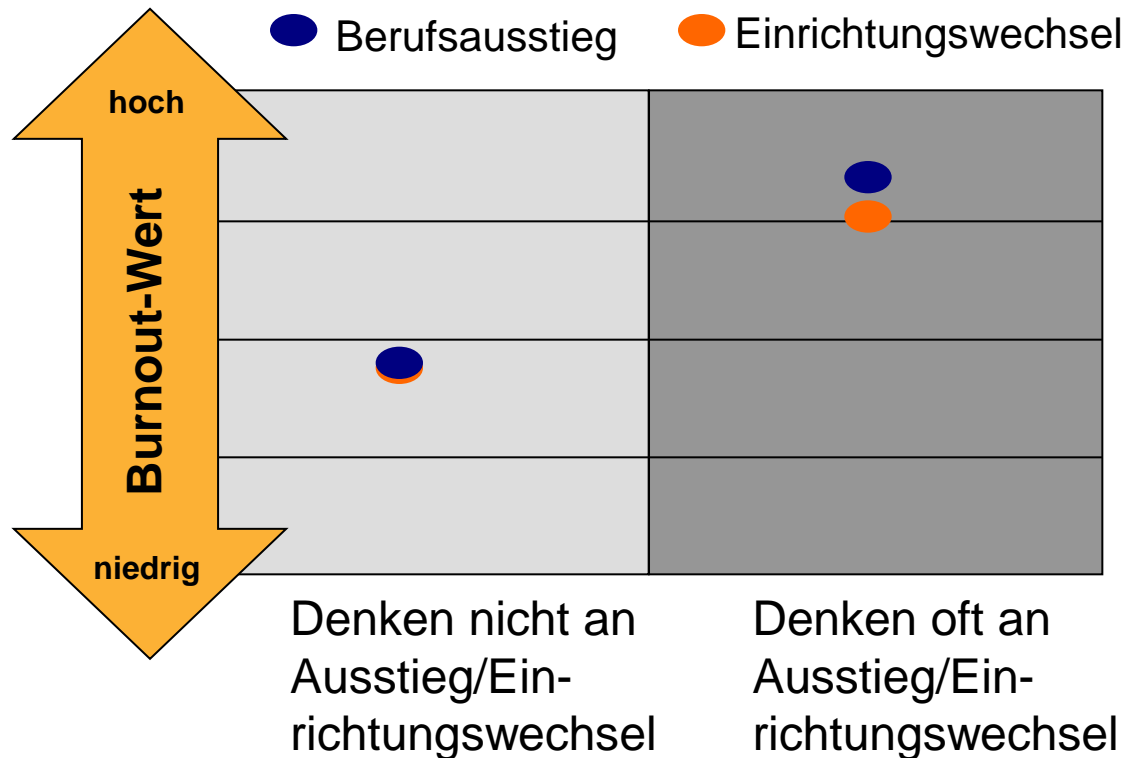 Berufsausstieg
Einrichtungswechsel
hoch
Burnout-Wert
niedrig
Denken nicht an
Ausstieg/Ein-
richtungswechsel
Denken oft an
Ausstieg/Ein-
richtungswechsel